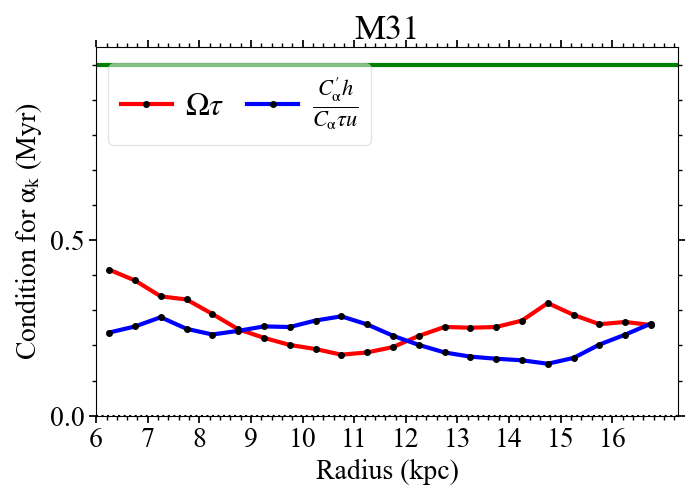 M31
Condition for αₖ (Myr)
Ωτ
C′αh / Cατu
0.5
0.0
6 7 8 9 10 11 12 13 14 15 16
Radius (kpc)